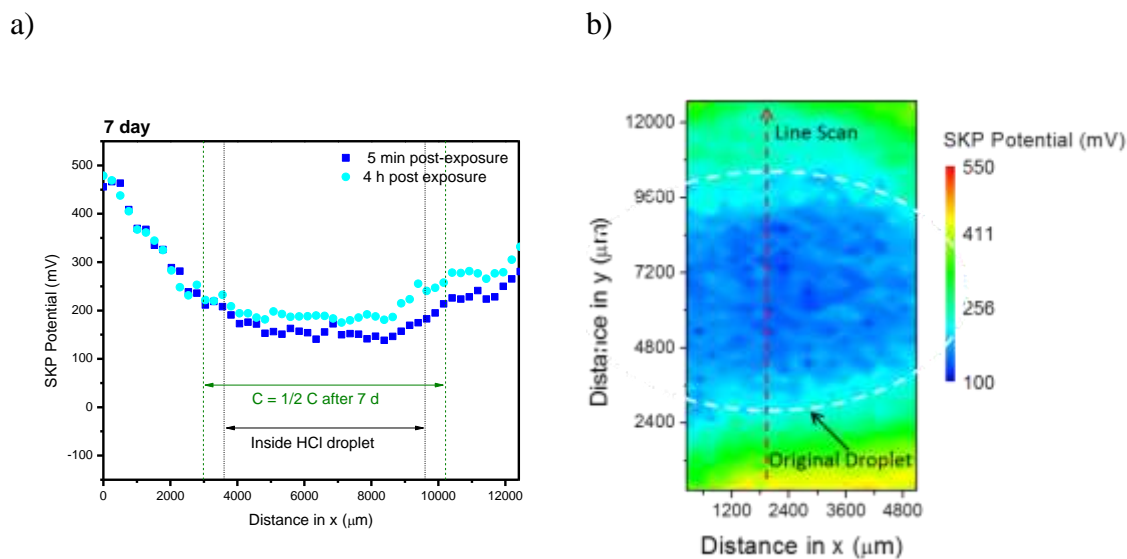 a)
b)
7 day
5 min post-exposure
4 h post exposure
500
400
300
200
100
0
-100
SKP Potential (mV)
C = 1/2 C after 7 d
Inside HCl droplet
0 2000 4000 6000 8000 10000 12000
Distance in x (μm)
12000
9500
7200
4800
2400
Distance in y (μm)
Line Scan
Original Droplet
1200 2400 3600 4800
Distance in x (μm)
SKP Potential (mV)
550
411
256
100